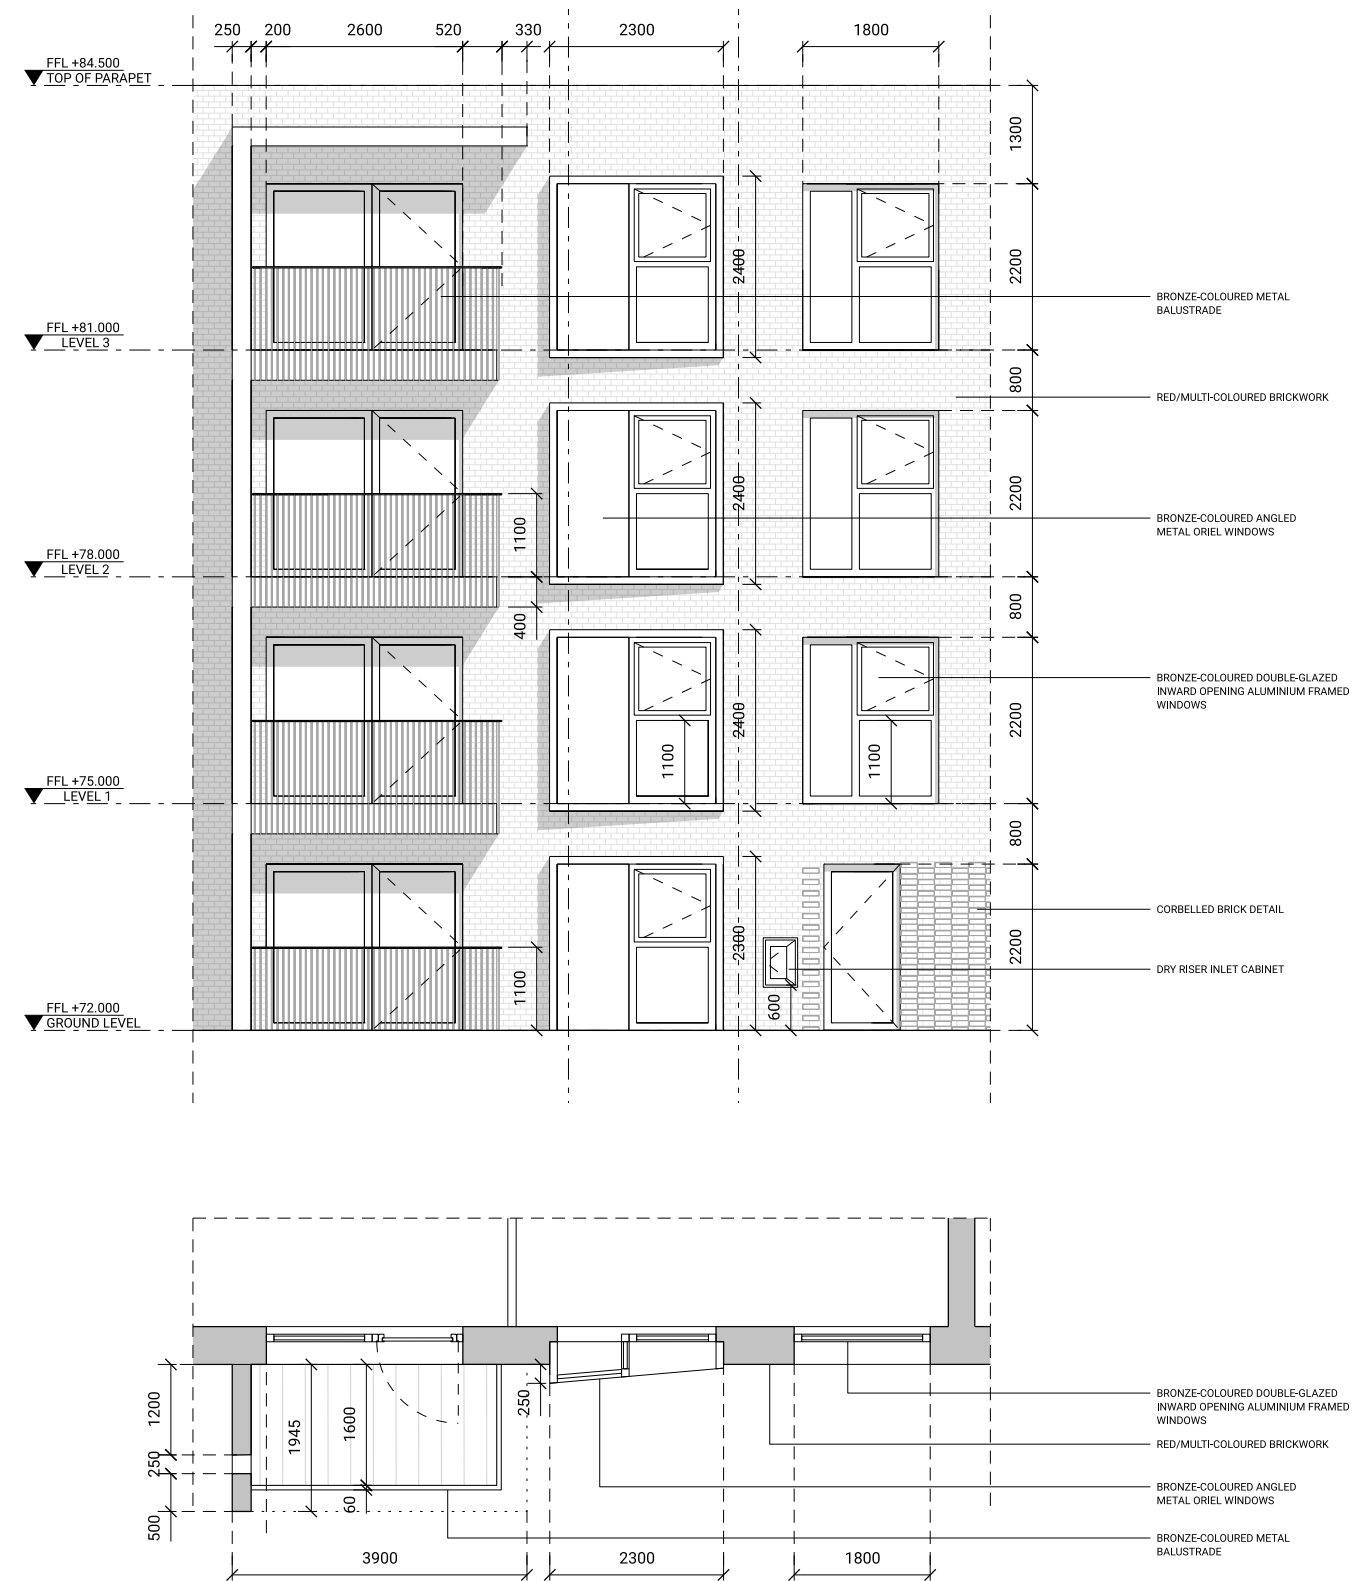 250 200 2600 520 330 2300 1800
FFL +84.500
TOP OF PARAPET
1300
2400
2200
BRONZE-COLOURED METAL
BALUSTRADE
FFL +81.000
LEVEL 3
800
RED/MULTI-COLOURED BRICKWORK
2400
2200
1100
BRONZE-COLOURED ANGLED
METAL ORIEL WINDOWS
FFL +78.000
LEVEL 2
400
800
BRONZE-COLOURED DOUBLE-GLAZED
INWARD OPENING ALUMINIUM FRAMED
WINDOWS
2400
2200
1100
1100
FFL +75.000
LEVEL 1
800
CORBELLED BRICK DETAIL
2300
2200
DRY RISER INLET CABINET
1100
600
FFL +72.000
GROUND LEVEL
1200
250
500
1945
1600
60
250
BRONZE-COLOURED DOUBLE-GLAZED
INWARD OPENING ALUMINIUM FRAMED
WINDOWS
RED/MULTI-COLOURED BRICKWORK
BRONZE-COLOURED ANGLED
METAL ORIEL WINDOWS
BRONZE-COLOURED METAL
BALUSTRADE
3900 2300 1800